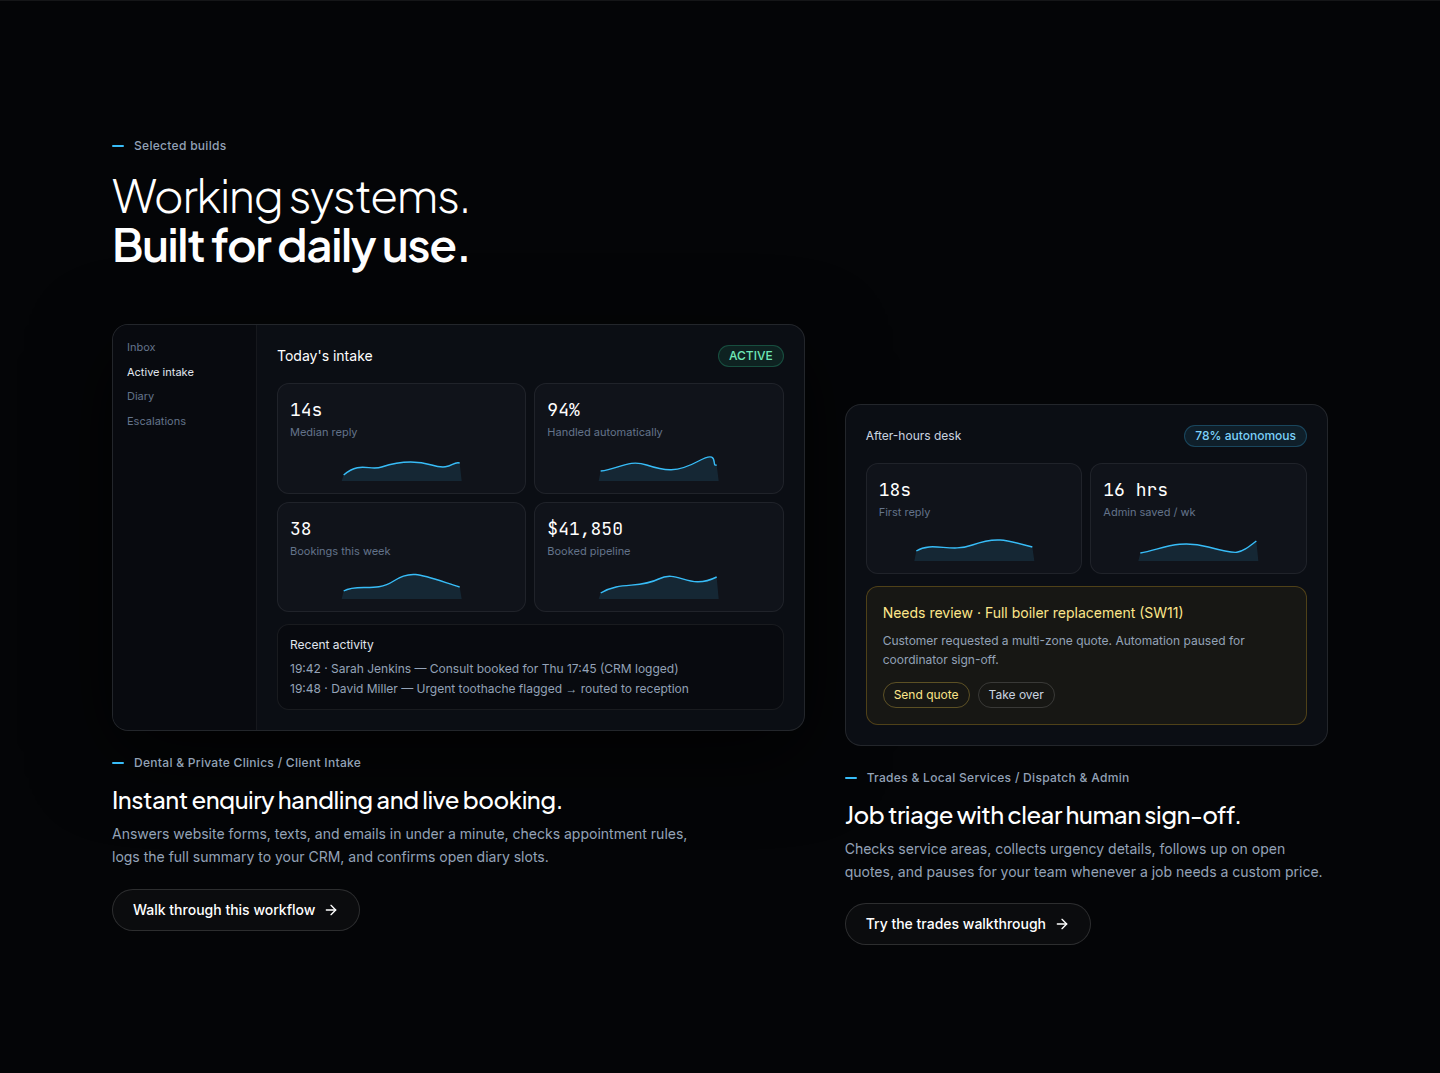 Selected builds
Working systems.
Built for daily use.
Inbox
Active intake
Diary
Escalations
Today's intake
ACTIVE
14s
Median reply
94%
Handled automatically
38
Bookings this week
$41,850
Booked pipeline
Recent activity
19:42 · Sarah Jenkins — Consult booked for Thu 17:45 (CRM logged)
19:48 · David Miller — Urgent toothache flagged → routed to reception
Dental & Private Clinics / Client Intake
Instant enquiry handling and live booking.
Answers website forms, texts, and emails in under a minute, checks appointment rules,
logs the full summary to your CRM, and confirms open diary slots.
Walk through this workflow →
After-hours desk
78% autonomous
18s
First reply
16 hrs
Admin saved / wk
Needs review · Full boiler replacement (SW11)
Customer requested a multi-zone quote. Automation paused for
coordinator sign-off.
Send quote
Take over
Trades & Local Services / Dispatch & Admin
Job triage with clear human sign-off.
Checks service areas, collects urgency details, follows up on open
quotes, and pauses for your team whenever a job needs a custom price.
Try the trades walkthrough →